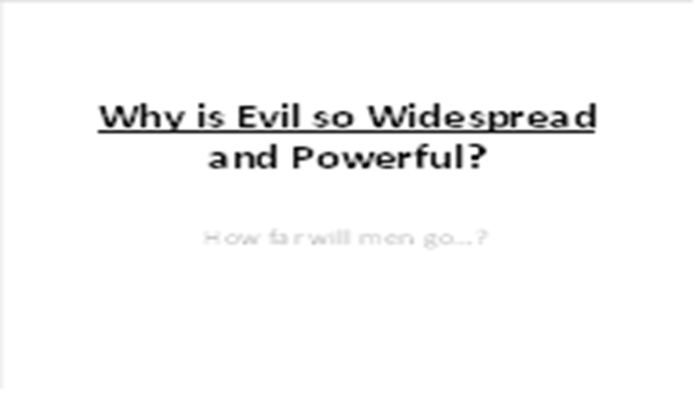 Why is Evil so Widespread
and Powerful?
How far will men go...?